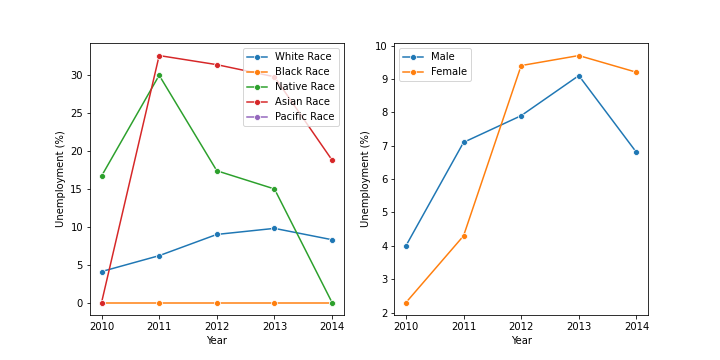 White Race
Black Race
Native Race
Asian Race
Pacific Race
30
25
20
15
10
5
0
Unemployment (%)
2010 2011 2012 2013 2014
Year
Male
Female
10
9
8
7
6
5
4
3
2
Unemployment (%)
2010 2011 2012 2013 2014
Year